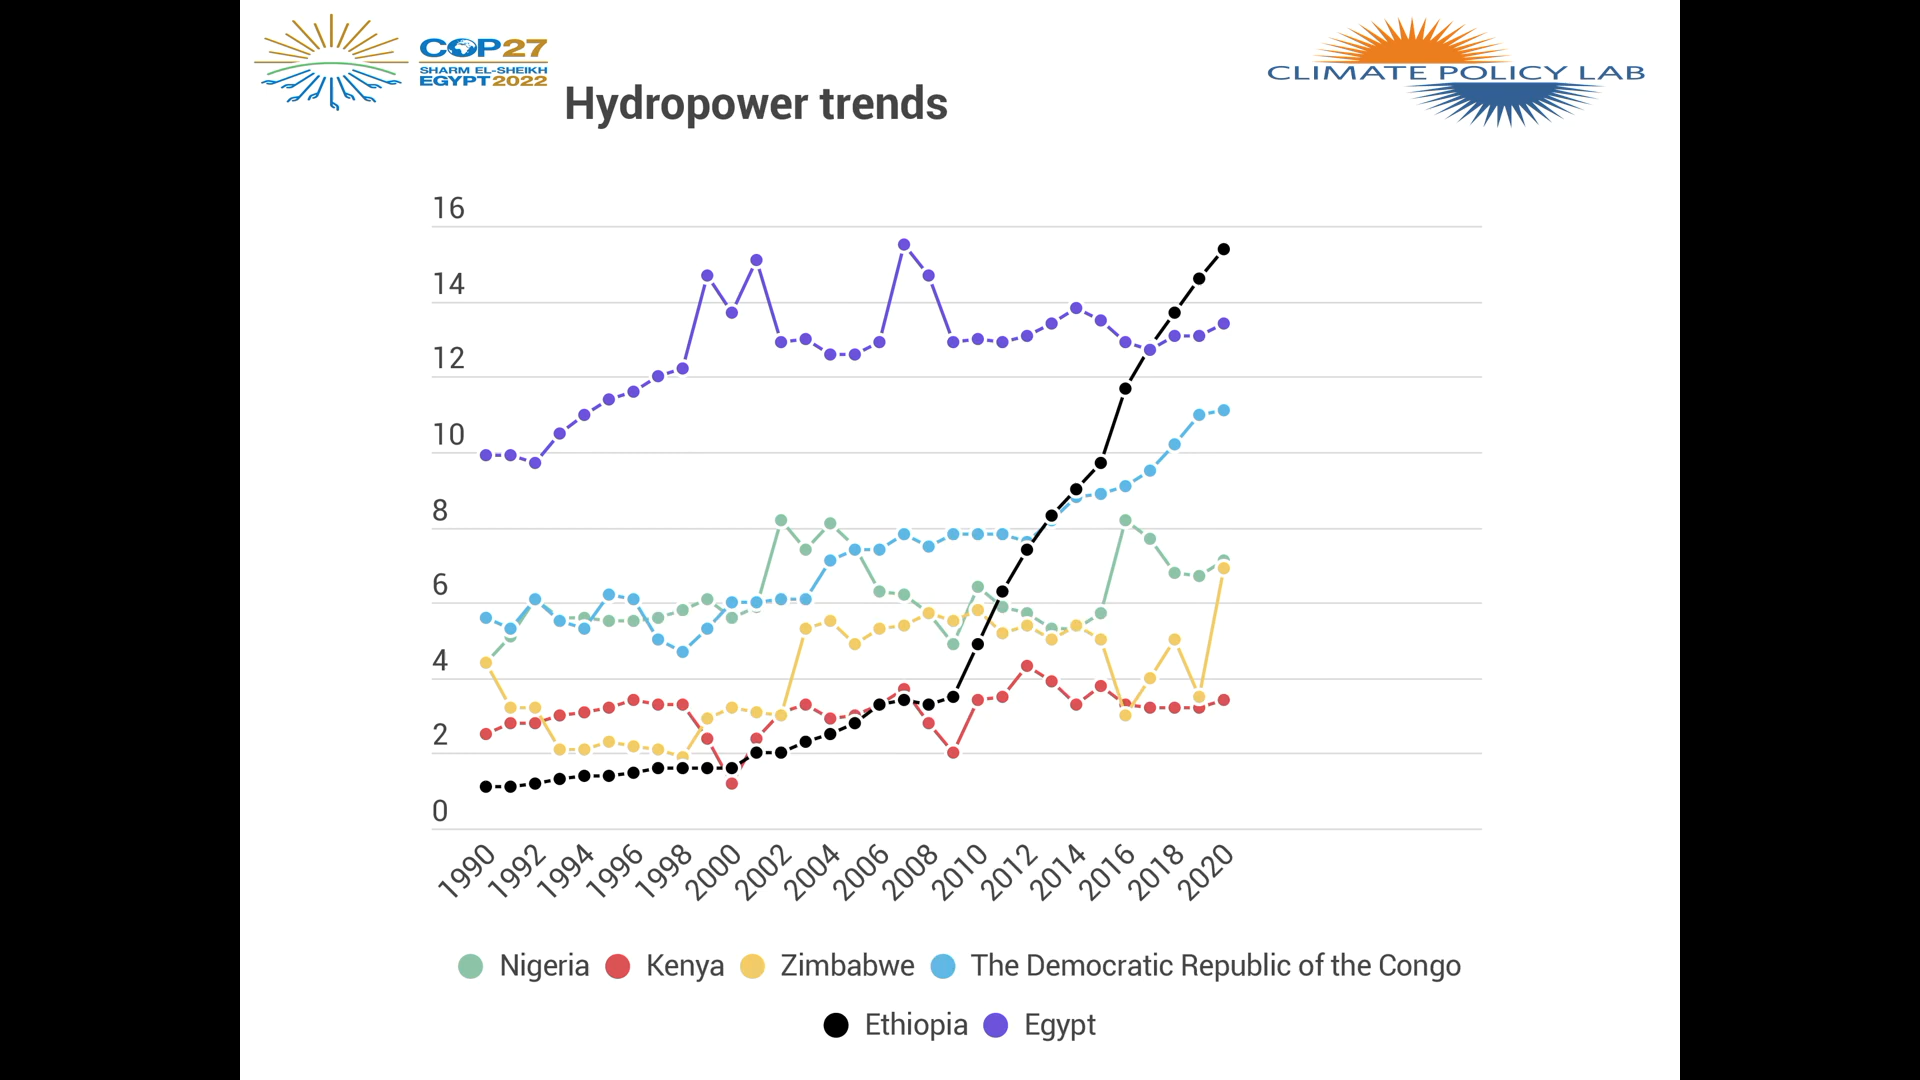 COP27
SHARM EL-SHEIKH
EGYPT 2022
CLIMATE POLICY LAB
Hydropower trends
16
14
12
10
8
6
4
2
0
1990 1992 1994 1996 1998 2000 2002 2004 2006 2008 2010 2012 2014 2016 2018 2020
Nigeria Kenya Zimbabwe The Democratic Republic of the Congo
Ethiopia Egypt